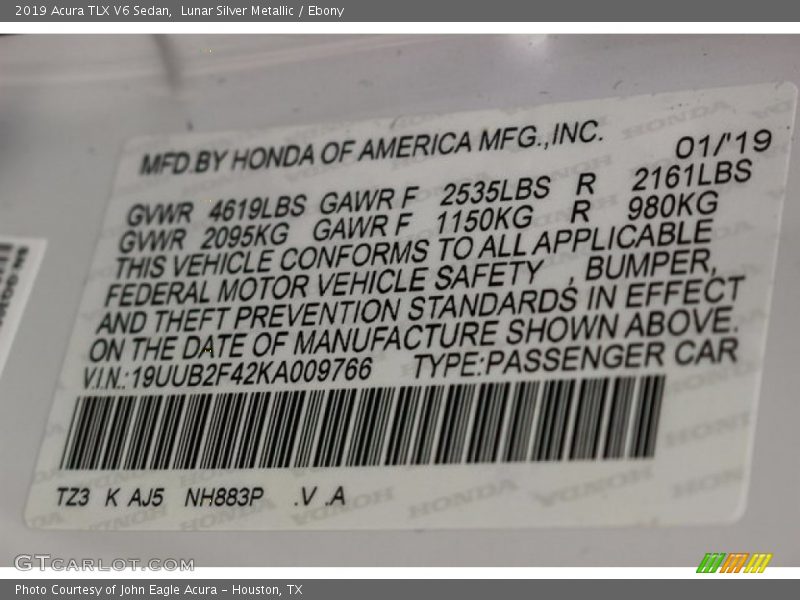 2019 Acura TLX V6 Sedan,  Lunar Silver Metallic / Ebony
MFD.BY HONDA OF AMERICA MFG.,INC.
01/'19
GVWR 4619LBS GAWR F 2535LBS R 2161LBS
GVWR 2095KG GAWR F 1150KG R 980KG
THIS VEHICLE CONFORMS TO ALL APPLICABLE
FEDERAL MOTOR VEHICLE SAFETY , BUMPER,
AND THEFT PREVENTION STANDARDS IN EFFECT
ON THE DATE OF MANUFACTURE SHOWN ABOVE.
V.I.N.:19UUB2F42KA009766 TYPE:PASSENGER CAR
TZ3 K AJ5 NH883P .V .A
GTCARLOT.COM
Photo Courtesy of John Eagle Acura - Houston, TX